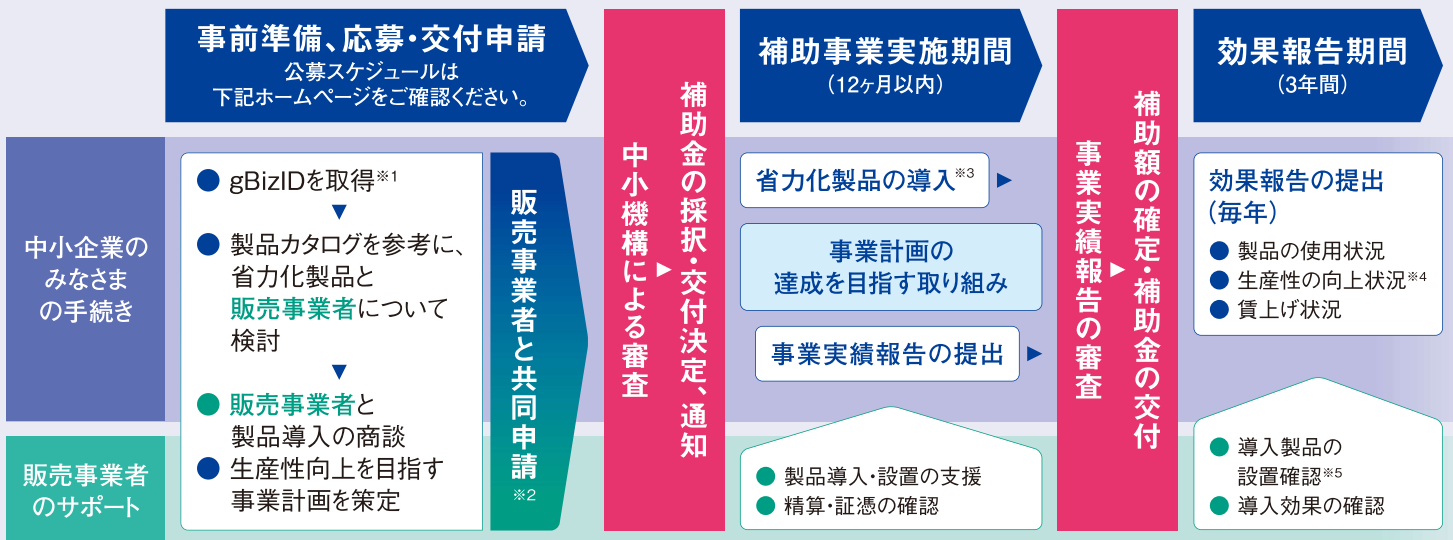 事前準備、応募・交付申請
公募スケジュールは
下記ホームページをご確認ください。
中小企業の
みなさま
の手続き
● gBizIDを取得※1
▼
● 製品カタログを参考に、
省力化製品と
販売事業者について
検討
▼
● 販売事業者と
製品導入の商談
● 生産性向上を目指す
事業計画を策定
販売事業者と共同申請※2
中小機構による審査
▶
補助金の採択・交付決定、通知
補助事業実施期間
(12ヶ月以内)
省力化製品の導入※3 ▶
事業計画の
達成を目指す取り組み
事業実績報告の提出 ▶
事業実績報告の審査
▶
補助額の確定・補助金の交付
効果報告期間
(3年間)
効果報告の提出
(毎年)
● 製品の使用状況
● 生産性の向上状況※4
● 賃上げ状況
販売事業者
のサポート
● 製品導入・設置の支援
● 精算・証憑の確認
● 導入製品の
設置確認※5
● 導入効果の確認